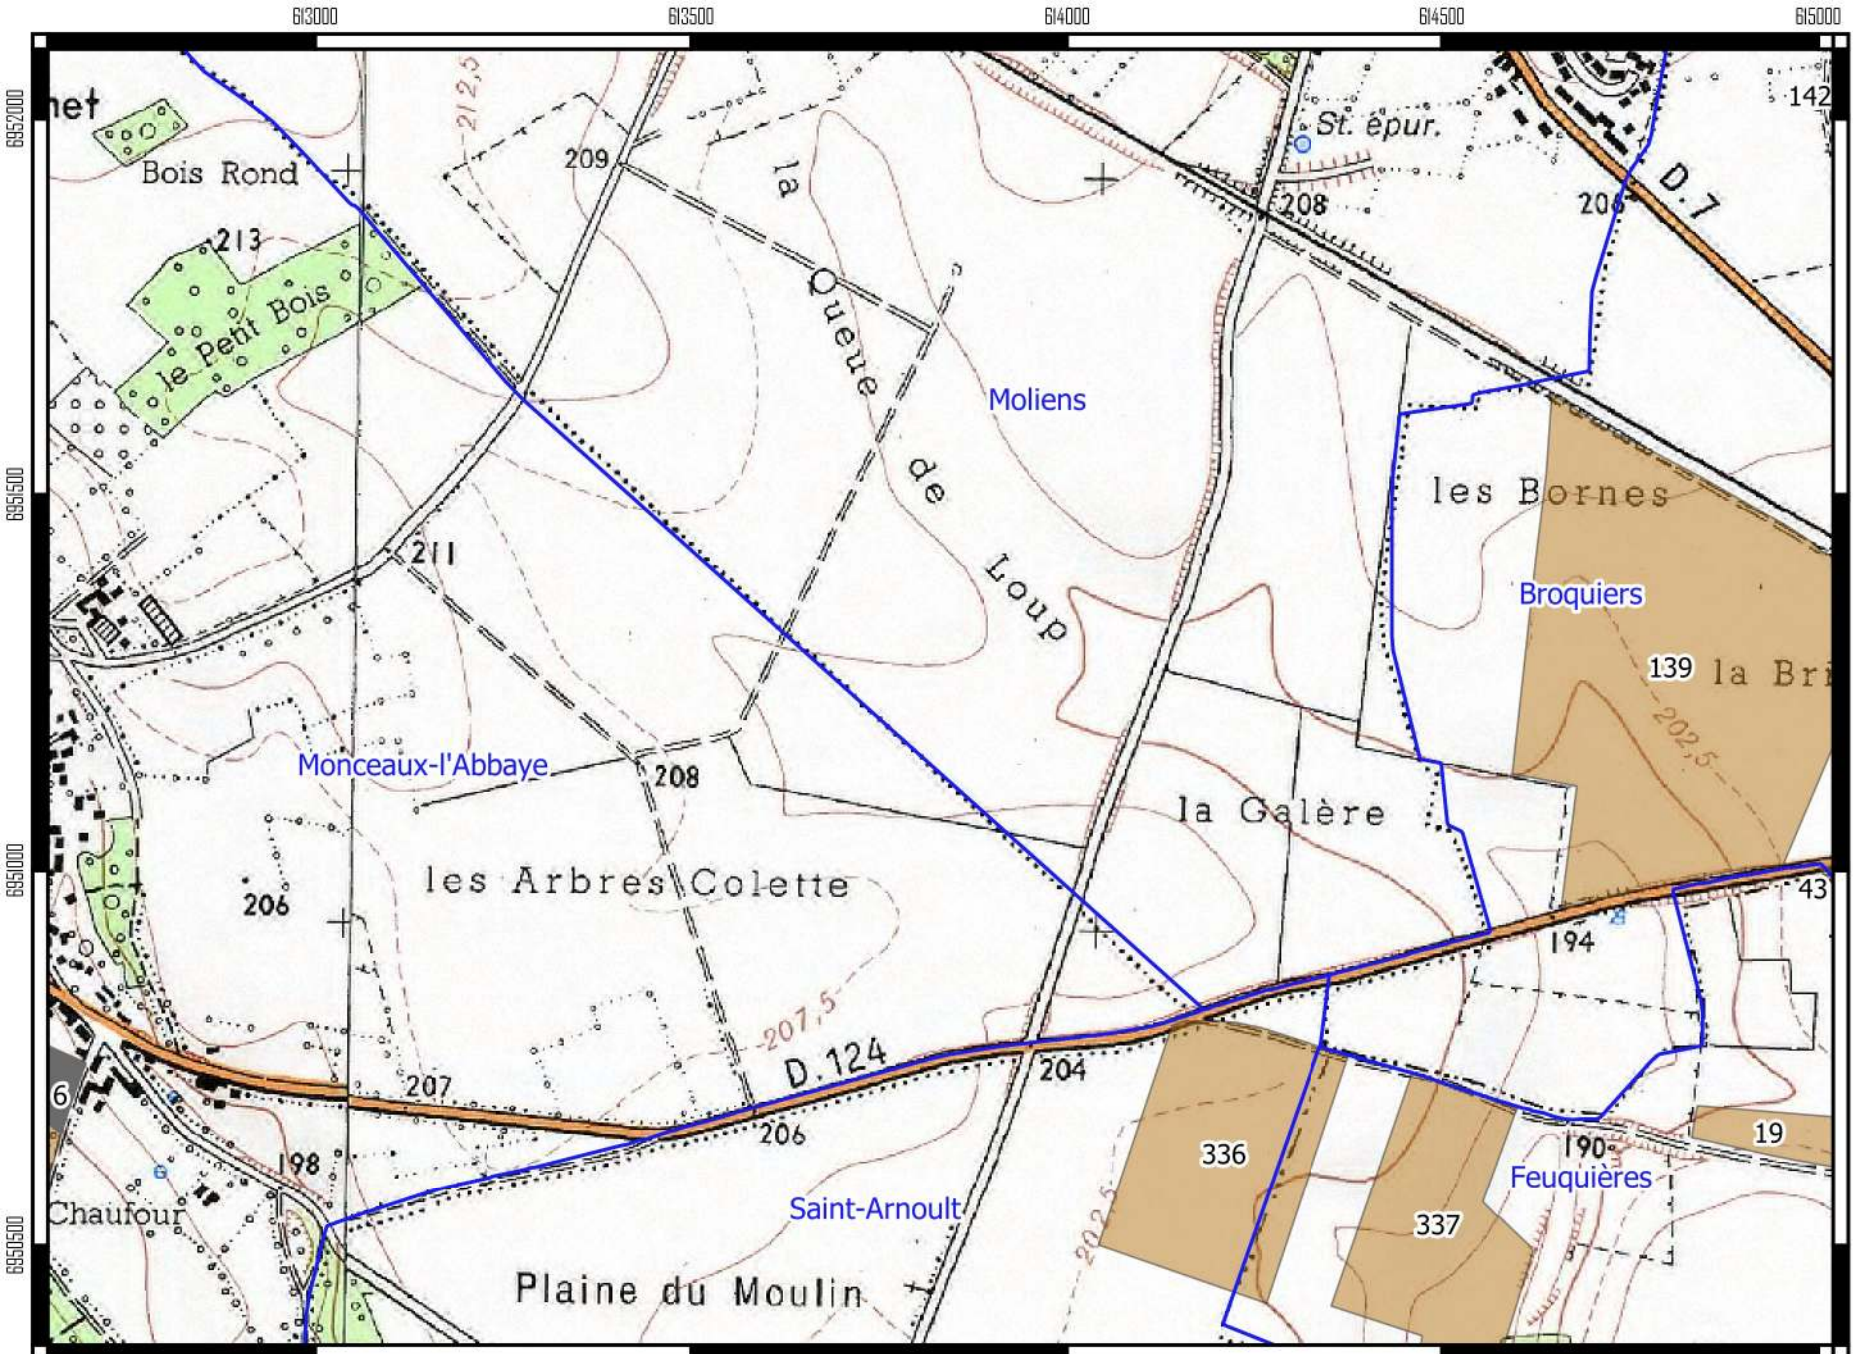 613000
613500
614000
614500
615000
6952000
6951500
6951000
6950500
net
212,5
St. épur.
142
Bois Rond
209
la
D. 7
208
206
213
le Petit Bois
Queue
Moliens
de
les Bornes
211
Loup
Broquiers
139
la Bri
202,5
Monceaux-l'Abbaye
208
la Galère
les Arbres Colette
43
206
194
207,5
D. 124
207
204
6
206
336
19
190
198
Feuquières
Chaufour
Saint-Arnoult
202,5
337
Plaine du Moulin